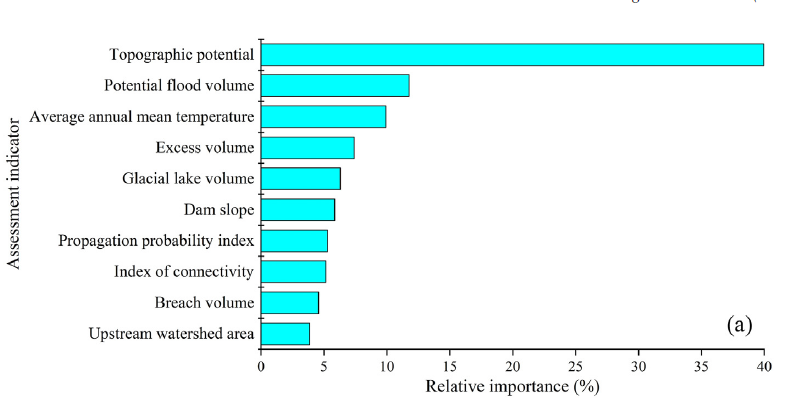 Topographic potential
Potential flood volume
Average annual mean temperature
Excess volume
Glacial lake volume
Dam slope
Propagation probability index
Index of connectivity
Breach volume
Upstream watershed area
Assessment indicator
(a)
0 5 10 15 20 25 30 35 40
Relative importance (%)